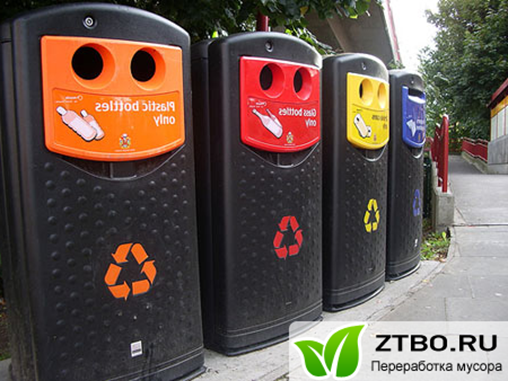 Plastic bottles
only
Glass bottles
only
ZTBO.RU
Переработка мусора